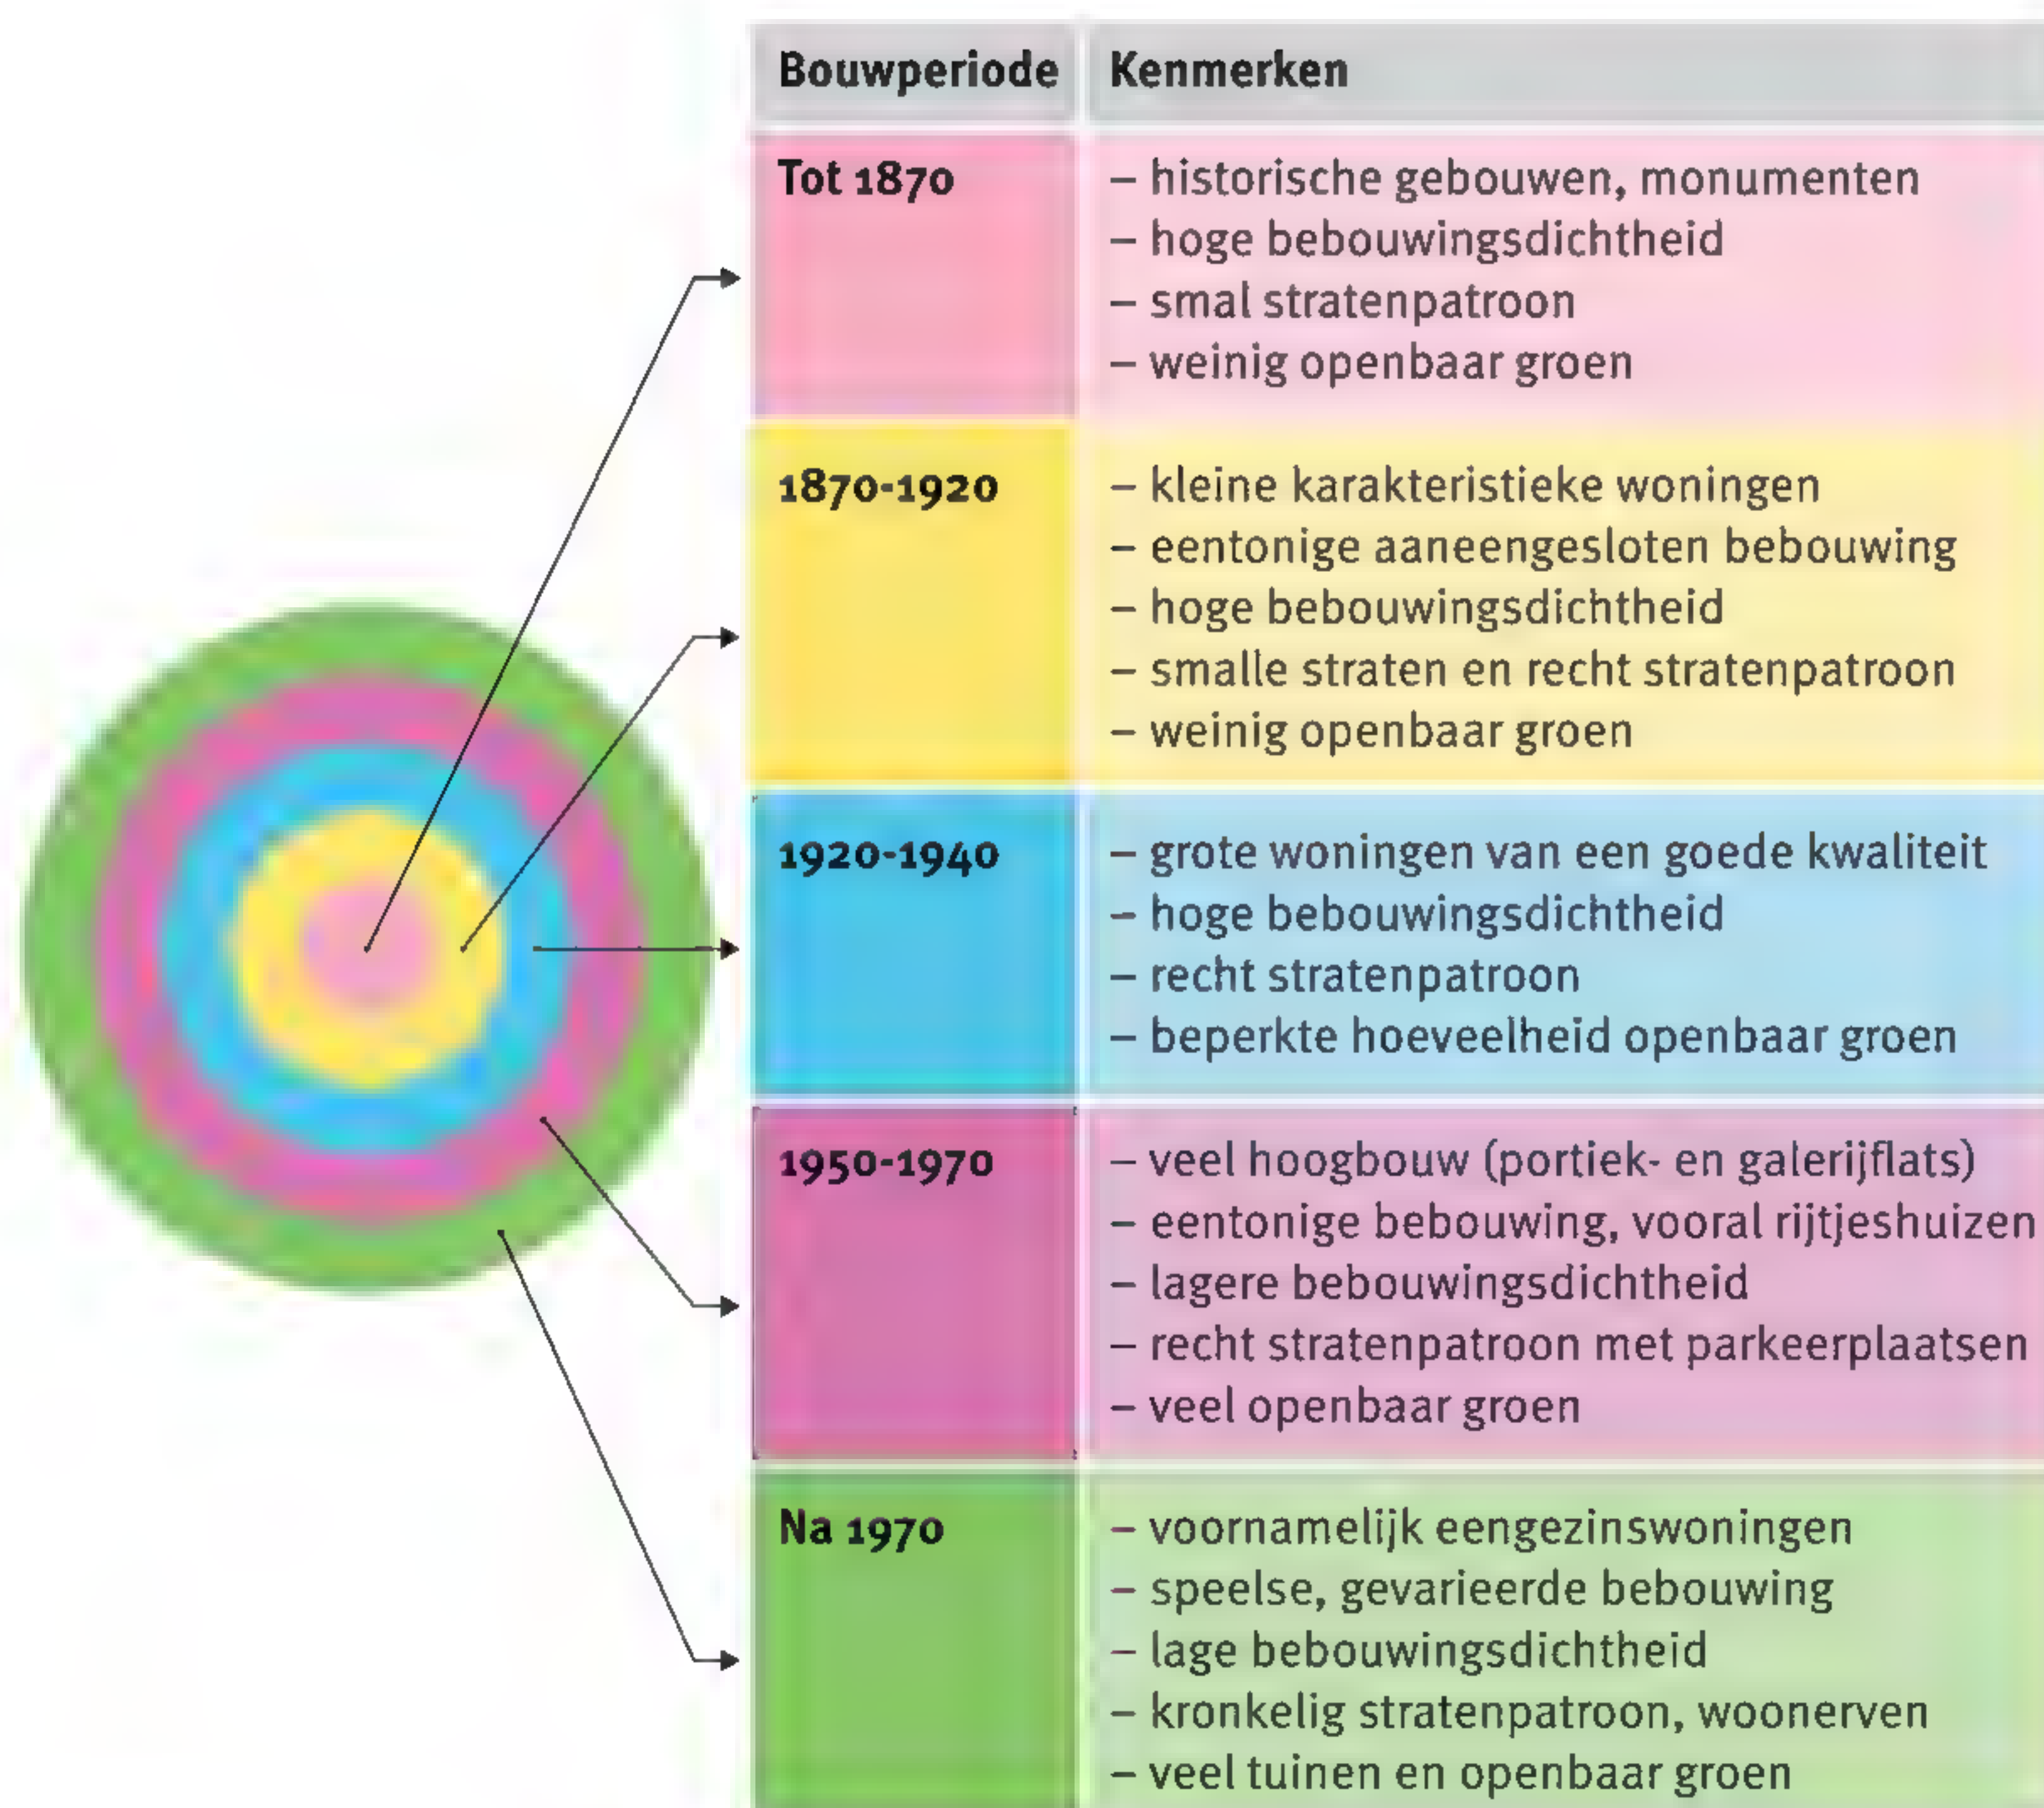 Bouwperiode Kenmerken
Tot 1870
– historische gebouwen, monumenten
– hoge bebouwingsdichtheid
– smal stratenpatroon
– weinig openbaar groen
1870-1920
– kleine karakteristieke woningen
– eentonige aaneengesloten bebouwing
– hoge bebouwingsdichtheid
– smalle straten en recht stratenpatroon
– weinig openbaar groen
1920-1940
– grote woningen van een goede kwaliteit
– hoge bebouwingsdichtheid
– recht stratenpatroon
– beperkte hoeveelheid openbaar groen
1950-1970
– veel hoogbouw (portiek- en galerijflats)
– eentonige bebouwing, vooral rijtjeshuizen
– lagere bebouwingsdichtheid
– recht stratenpatroon met parkeerplaatsen
– veel openbaar groen
Na 1970
– voornamelijk eengezinswoningen
– speelse, gevarieerde bebouwing
– lage bebouwingsdichtheid
– kronkelig stratenpatroon, woonerven
– veel tuinen en openbaar groen